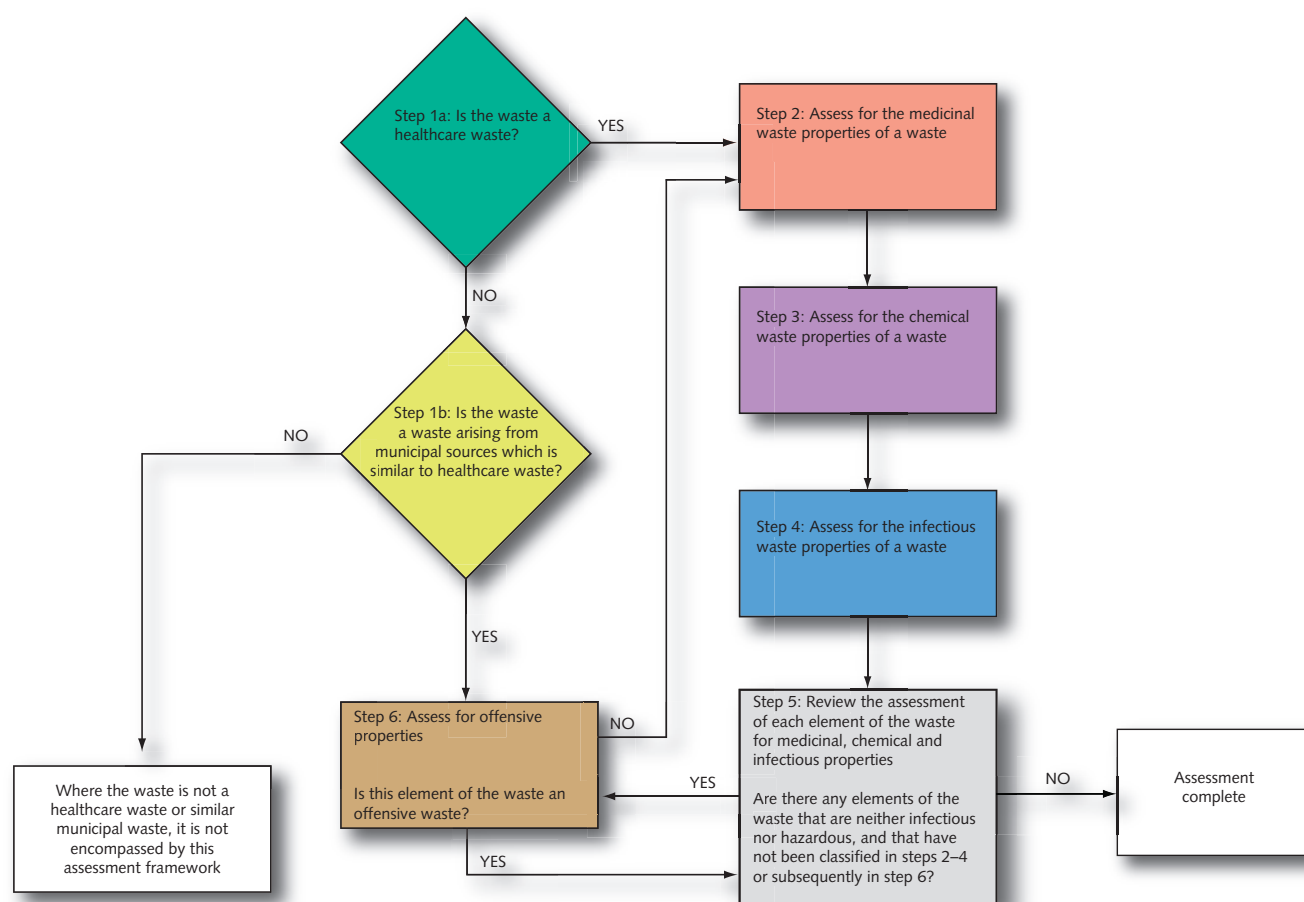 Step 1a: Is the waste a
healthcare waste?
YES
NO
Step 2: Assess for the medicinal
waste properties of a waste
Step 3: Assess for the chemical
waste properties of a waste
Step 1b: Is the waste
a waste arising from
municipal sources which is
similar to healthcare waste?
NO
YES
Step 4: Assess for the infectious
waste properties of a waste
Step 6: Assess for offensive
properties
Is this element of the waste an
offensive waste?
NO
YES
YES
Step 5: Review the assessment
of each element of the waste
for medicinal, chemical and
infectious properties
Are there any elements of the
waste that are neither infectious
nor hazardous, and that have
not been classified in steps 2–4
or subsequently in step 6?
NO
Assessment
complete
Where the waste is not a
healthcare waste or similar
municipal waste, it is not
encompassed by this
assessment framework